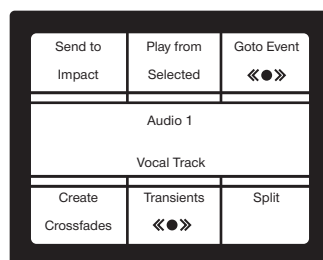 Send to Play from Goto Event
Impact Selected «●»
Audio 1
Vocal Track
Create Transients Split
Crossfades «●»